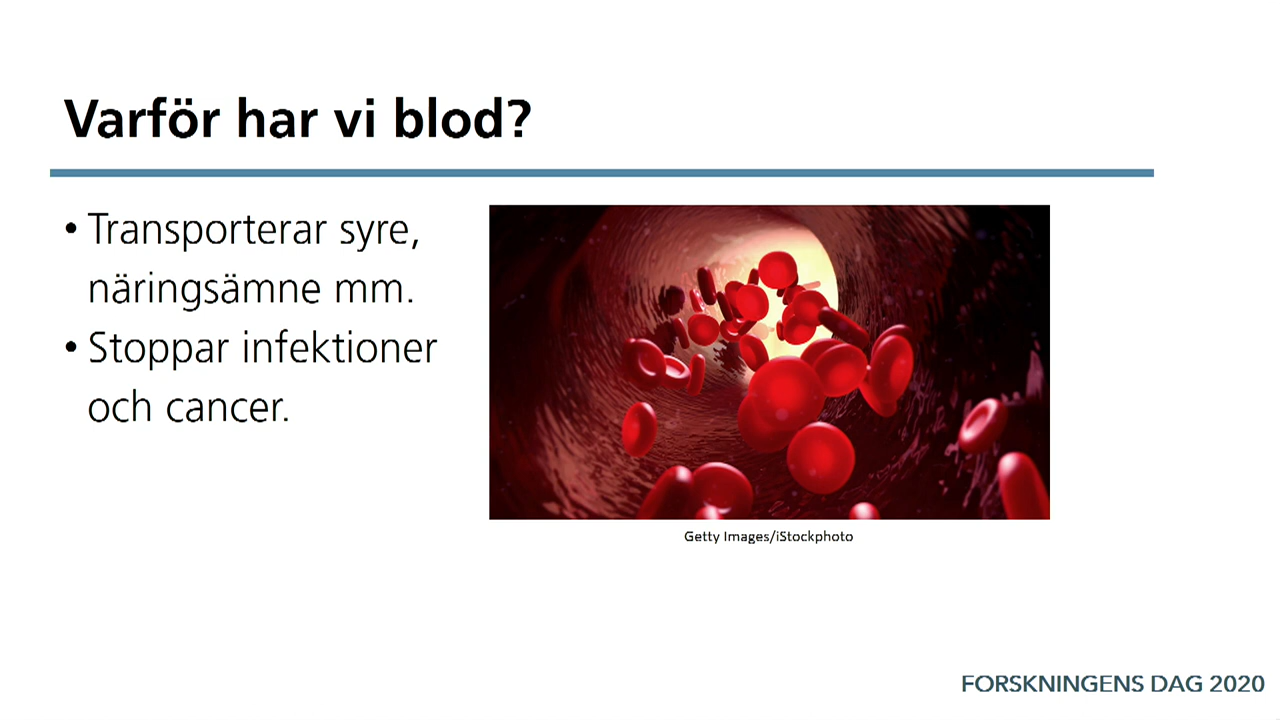 Varför har vi blod?
• Transporterar syre,
näringsämne mm.
• Stoppar infektioner
och cancer.
Getty Images/iStockphoto
FORSKNINGENS DAG 2020